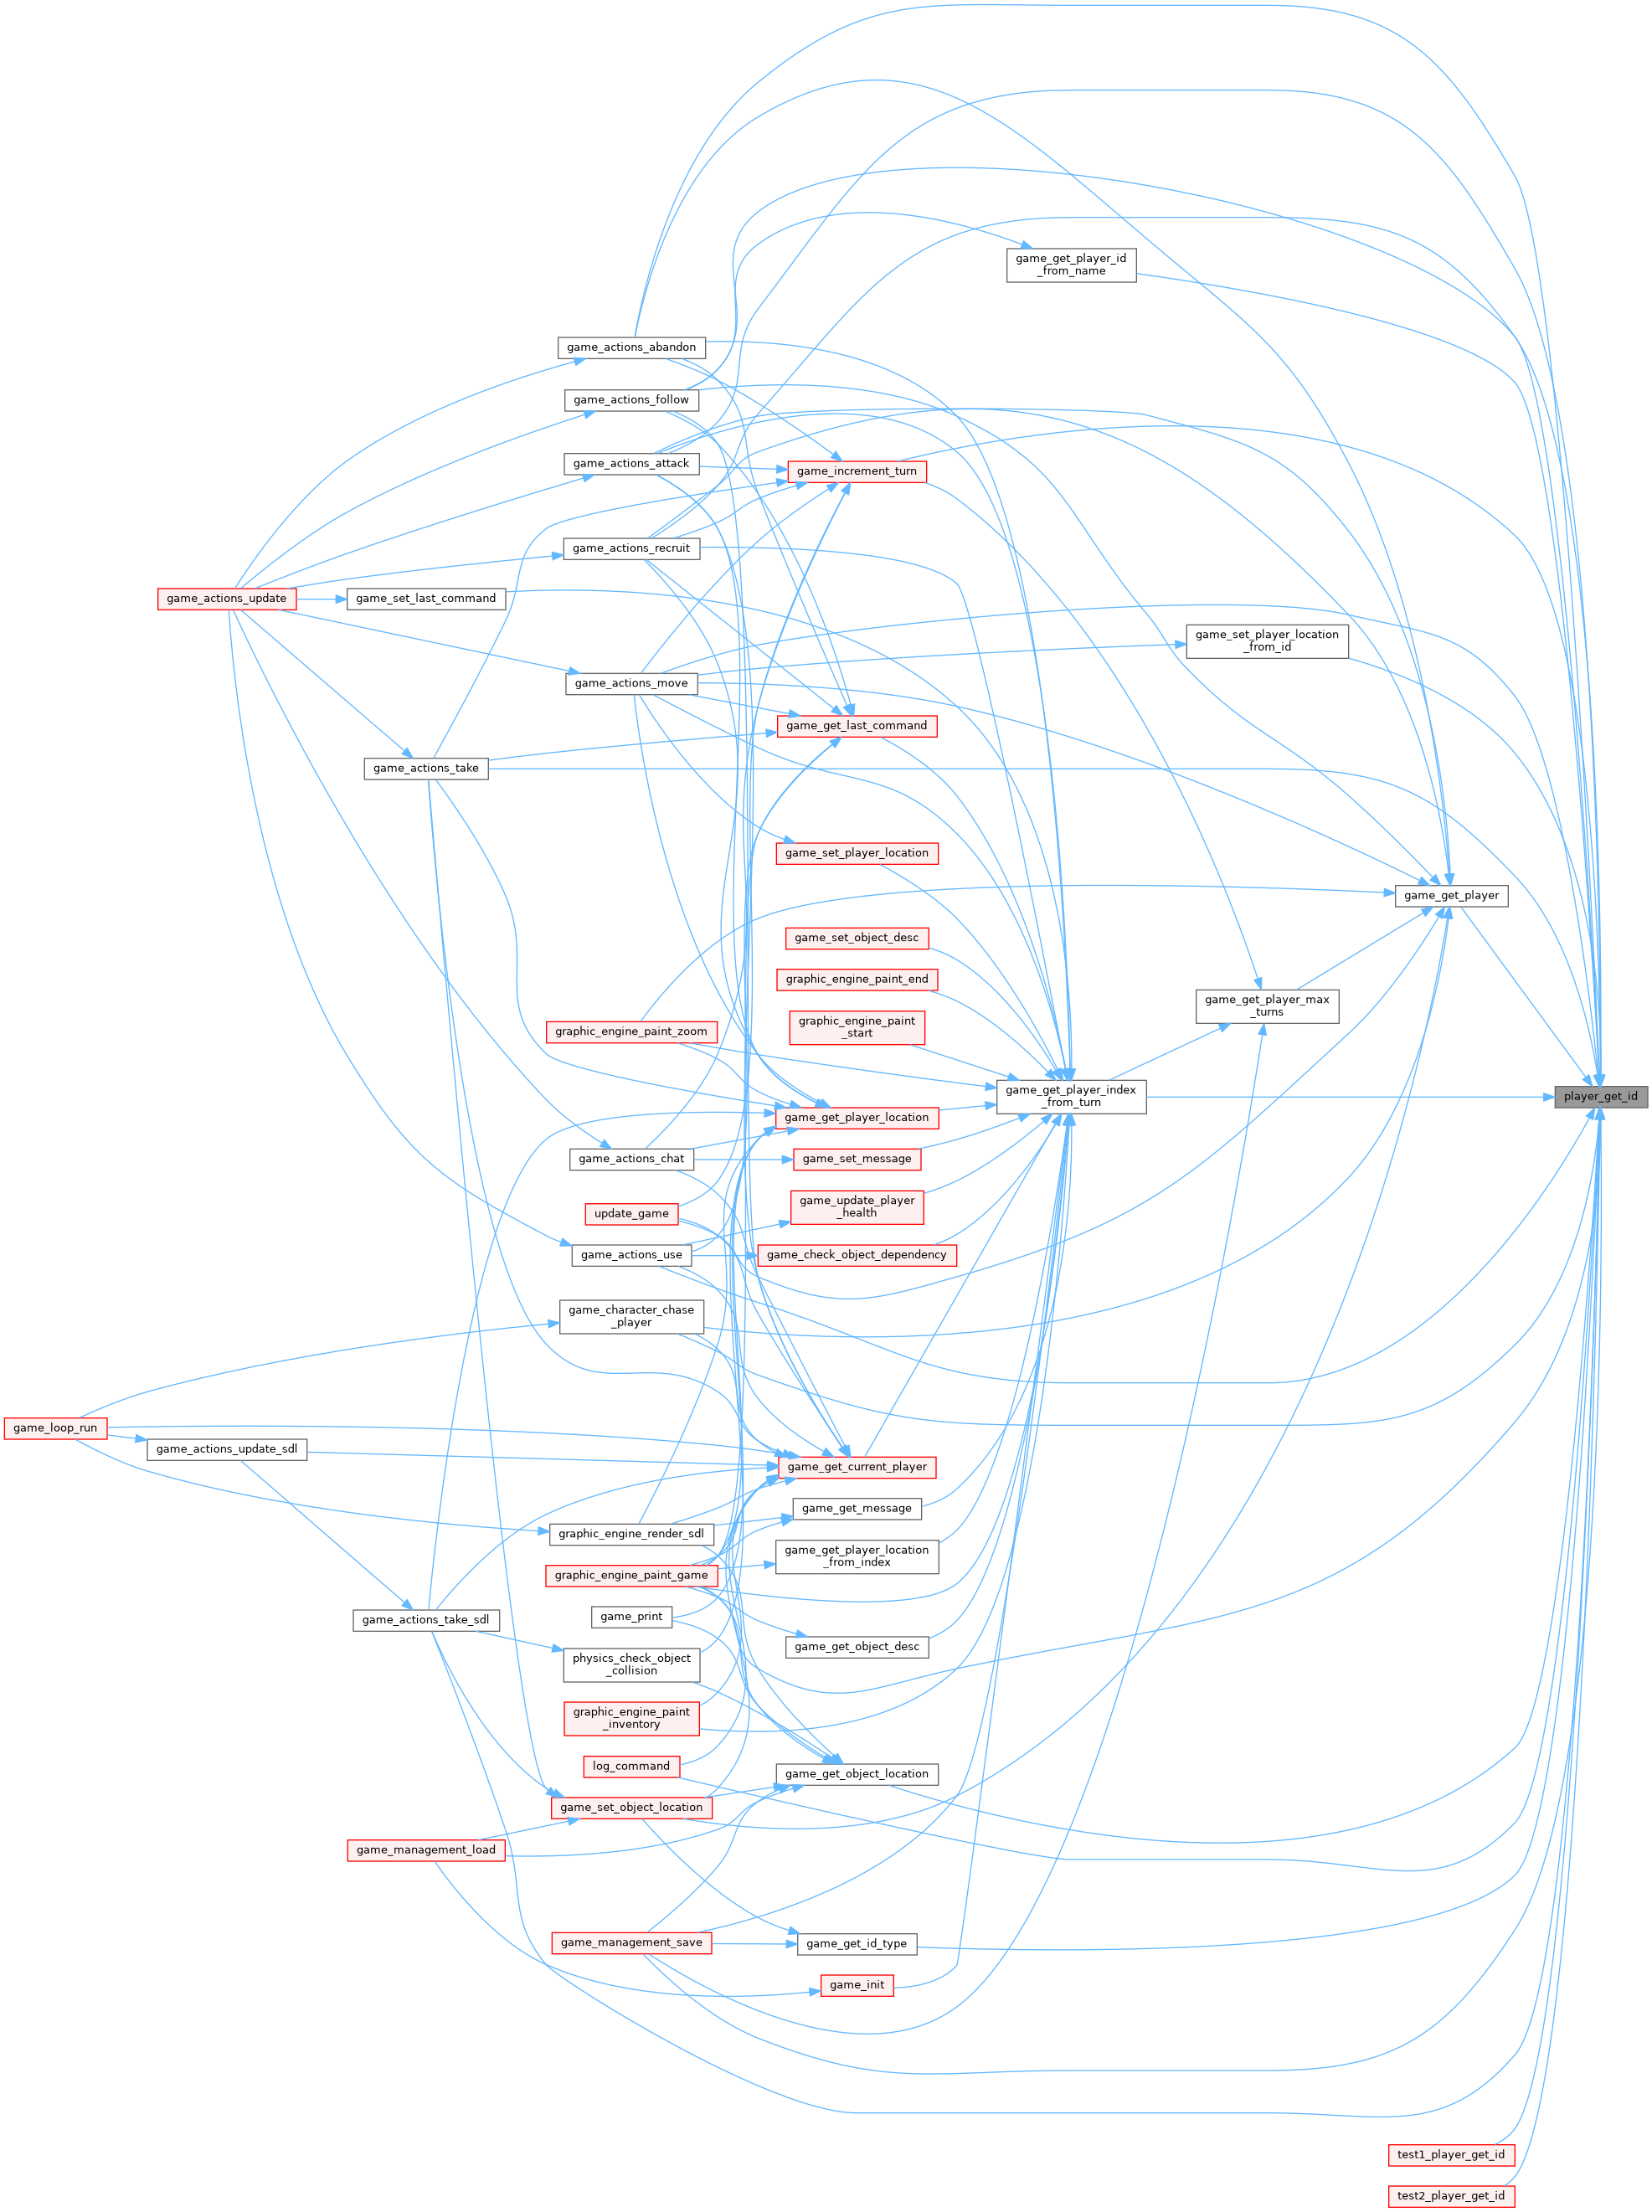 game_get_player_id
_from_name
game_actions_abandon
game_actions_follow
game_actions_attack
game_increment_turn
game_actions_recruit
game_actions_update
game_set_last_command
game_set_player_location
_from_id
game_actions_move
game_get_last_command
game_actions_take
game_set_player_location
game_get_player
game_set_object_desc
graphic_engine_paint_end
game_get_player_max
_turns
graphic_engine_paint
_start
graphic_engine_paint_zoom
game_get_player_index
_from_turn
player_get_id
game_get_player_location
game_actions_chat
game_set_message
game_update_player
_health
update_game
game_actions_use
game_check_object_dependency
game_character_chase
_player
game_loop_run
game_actions_update_sdl
game_get_current_player
game_get_message
graphic_engine_render_sdl
game_get_player_location
_from_index
graphic_engine_paint_game
game_print
game_actions_take_sdl
game_get_object_desc
physics_check_object
_collision
graphic_engine_paint
_inventory
log_command
game_get_object_location
game_set_object_location
game_management_load
game_management_save
game_get_id_type
game_init
test1_player_get_id
test2_player_get_id